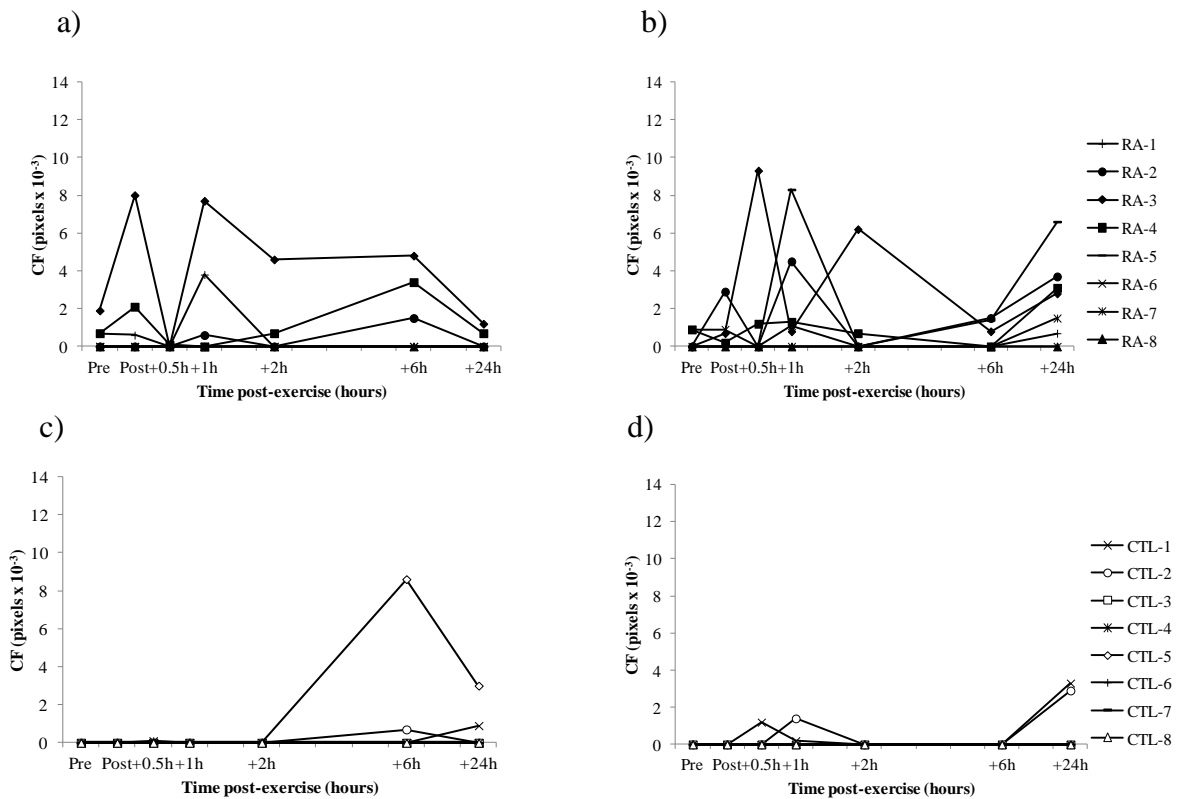 a)
14
12
10
8
6
4
2
0
CF (pixels x 10-3)
Pre Post+0.5h+1h +2h +6h +24h
Time post-exercise (hours)
b)
14
12
10
8
6
4
2
0
CF (pixels x 10-3)
Pre Post+0.5h+1h +2h +6h +24h
Time post-exercise (hours)
RA-1
RA-2
RA-3
RA-4
RA-5
RA-6
RA-7
RA-8
c)
14
12
10
8
6
4
2
0
CF (pixels x 10-3)
Pre Post+0.5h+1h +2h +6h +24h
Time post-exercise (hours)
d)
14
12
10
8
6
4
2
0
CF (pixels x 10-3)
Pre Post+0.5h+1h +2h +6h +24h
Time post-exercise (hours)
CTL-1
CTL-2
CTL-3
CTL-4
CTL-5
CTL-6
CTL-7
CTL-8